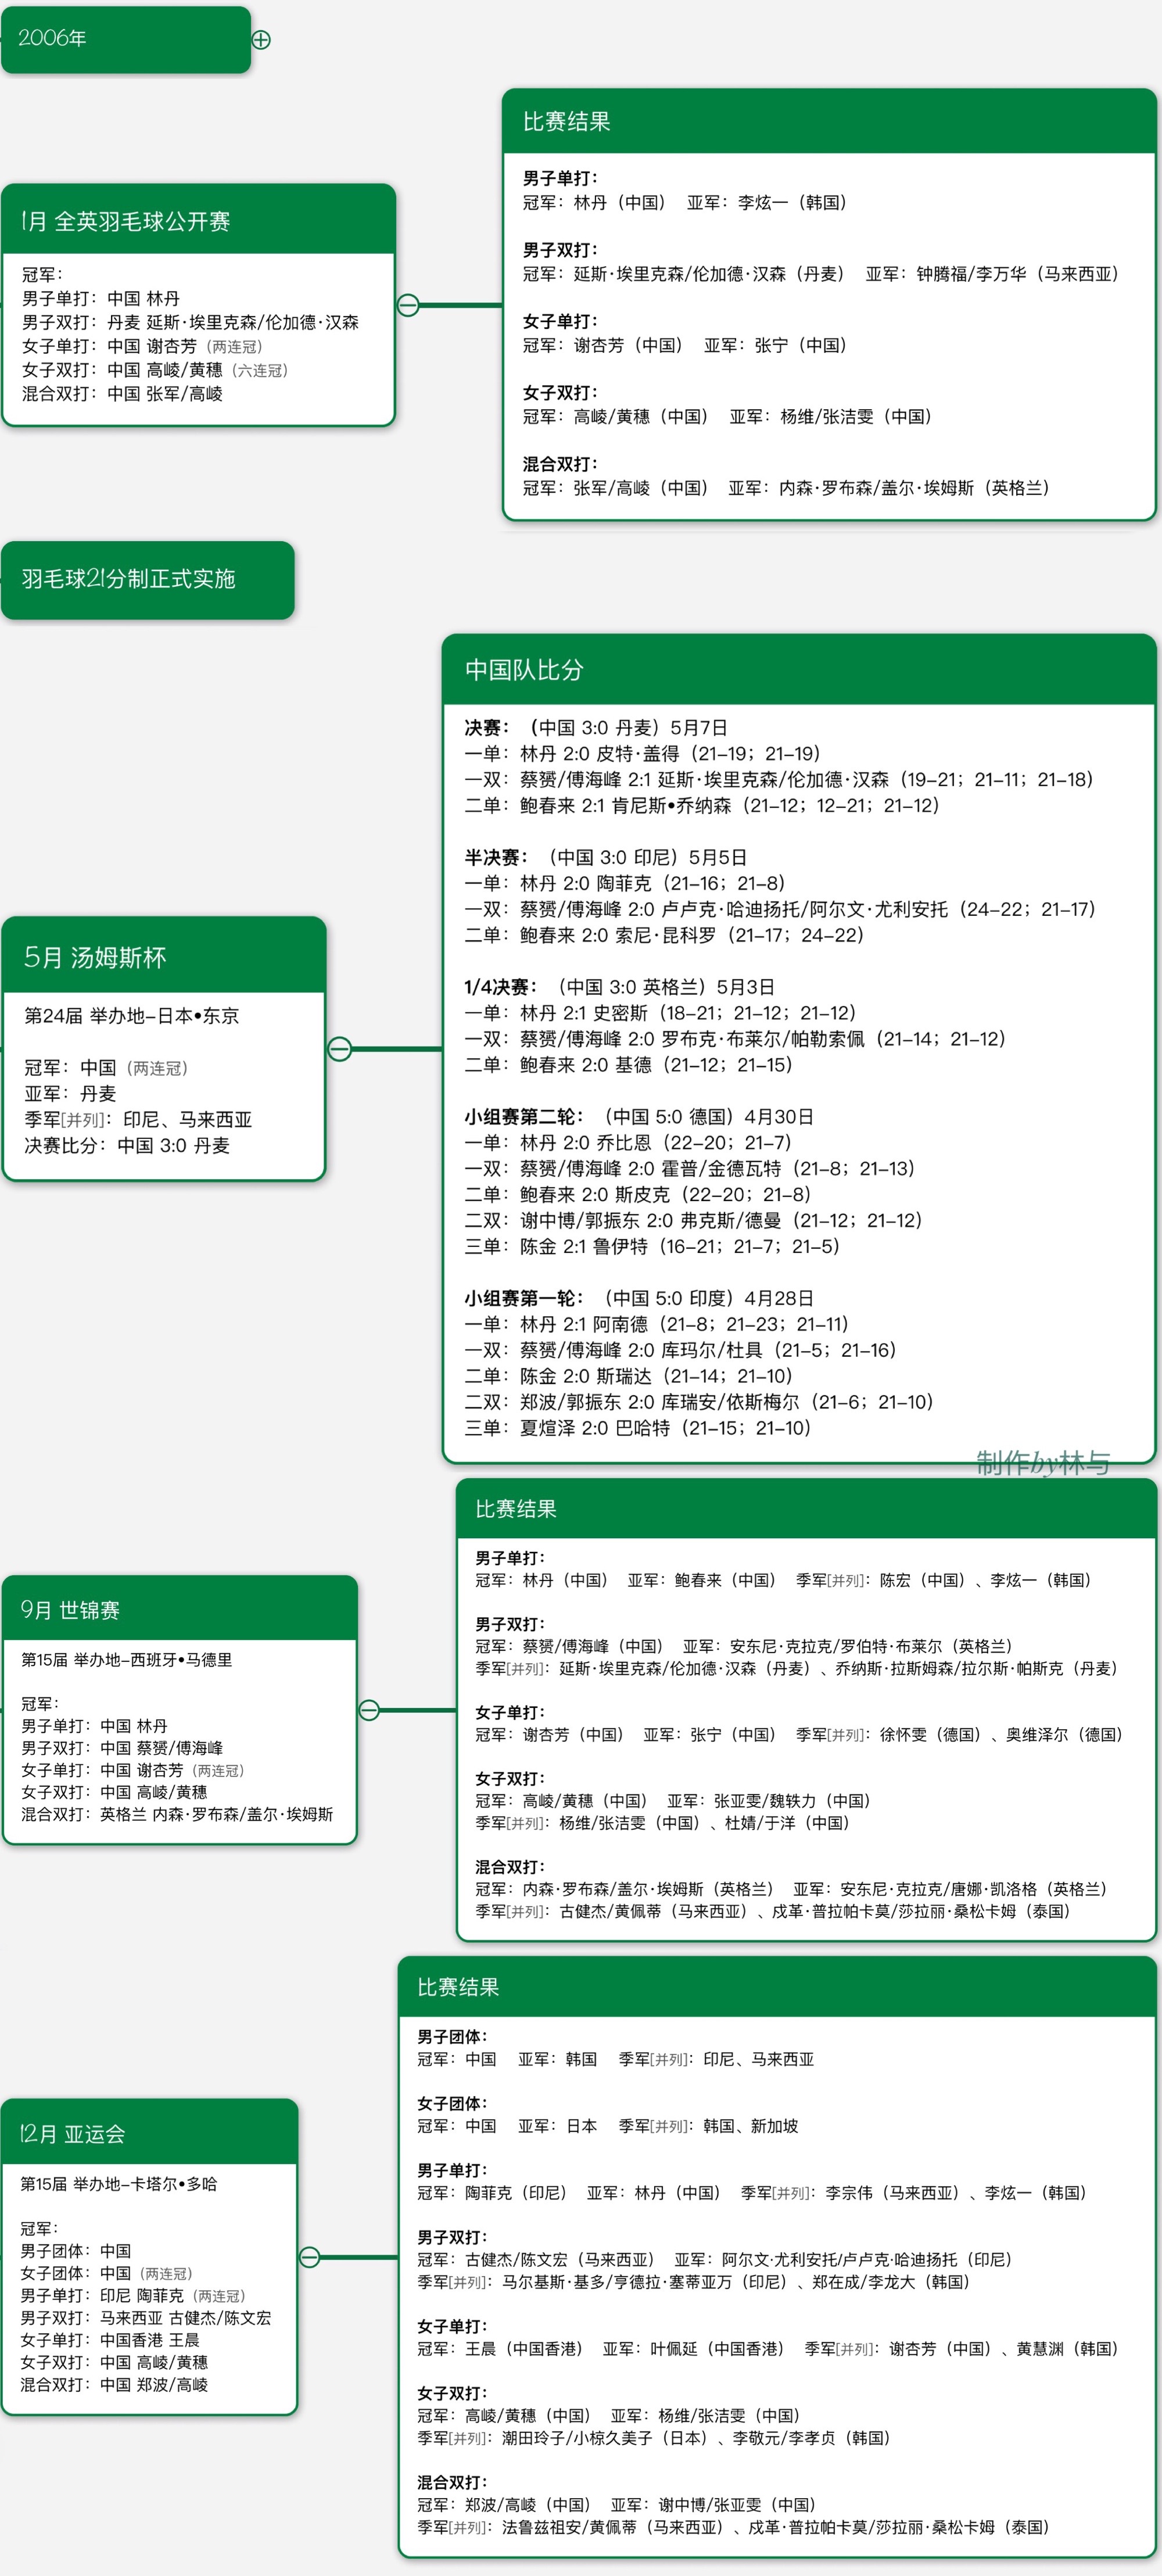 2006年
1月 全英羽毛球公开赛
冠军：
男子单打：中国 林丹
男子双打：丹麦 延斯·埃里克森/伦加德·汉森
女子单打：中国 谢杏芳（两连冠）
女子双打：中国 高崚/黄穗（六连冠）
混合双打：中国 张军/高崚
比赛结果
男子单打：
冠军：林丹（中国） 亚军：李炫一（韩国）
男子双打：
冠军：延斯·埃里克森/伦加德·汉森（丹麦） 亚军：钟腾福/李万华（马来西亚）
女子单打：
冠军：谢杏芳（中国） 亚军：张宁（中国）
女子双打：
冠军：高崚/黄穗（中国） 亚军：杨维/张洁雯（中国）
混合双打：
冠军：张军/高崚（中国） 亚军：内森·罗布森/盖尔·埃姆斯（英格兰）
羽毛球21分制正式实施
5月 汤姆斯杯
第24届 举办地–日本•东京
冠军：中国（两连冠）
亚军：丹麦
季军[并列]：印尼、马来西亚
决赛比分：中国 3:0 丹麦
中国队比分
决赛：（中国 3:0 丹麦）5月7日
一单：林丹 2:0 皮特·盖得（21–19；21–19）
一双：蔡赟/傅海峰 2:1 延斯·埃里克森/伦加德·汉森（19–21；21–11；21–18）
二单：鲍春来 2:1 肯尼斯•乔纳森（21–12；12–21；21–12）
半决赛：（中国 3:0 印尼）5月5日
一单：林丹 2:0 陶菲克（21–16；21–8）
一双：蔡赟/傅海峰 2:0 卢卢克·哈迪扬托/阿尔文·尤利安托（24–22；21–17）
二单：鲍春来 2:0 索尼·昆科罗（21–17；24–22）
1/4决赛：（中国 3:0 英格兰）5月3日
一单：林丹 2:1 史密斯（18–21；21–12；21–12）
一双：蔡赟/傅海峰 2:0 罗布克·布莱尔/帕勒索佩（21–14；21–12）
二单：鲍春来 2:0 基德（21–12；21–15）
小组赛第二轮：（中国 5:0 德国）4月30日
一单：林丹 2:0 乔比恩（22–20；21–7）
一双：蔡赟/傅海峰 2:0 霍普/金德瓦特（21–8；21–13）
二单：鲍春来 2:0 斯皮克（22–20；21–8）
二双：谢中博/郭振东 2:0 弗克斯/德曼（21–12；21–12）
三单：陈金 2:1 鲁伊特（16–21；21–7；21–5）
小组赛第一轮：（中国 5:0 印度）4月28日
一单：林丹 2:1 阿南德（21–8；21–23；21–11）
一双：蔡赟/傅海峰 2:0 库玛尔/杜具（21–5；21–16）
二单：陈金 2:0 斯瑞达（21–14；21–10）
二双：郑波/郭振东 2:0 库瑞安/依斯梅尔（21–6；21–10）
三单：夏煊泽 2:0 巴哈特（21–15；21–10）
制作by林与
9月 世锦赛
第15届 举办地–西班牙•马德里
冠军：
男子单打：中国 林丹
男子双打：中国 蔡赟/傅海峰
女子单打：中国 谢杏芳（两连冠）
女子双打：中国 高崚/黄穗
混合双打：英格兰 内森·罗布森/盖尔·埃姆斯
比赛结果
男子单打：
冠军：林丹（中国） 亚军：鲍春来（中国） 季军[并列]：陈宏（中国）、李炫一（韩国）
男子双打：
冠军：蔡赟/傅海峰（中国） 亚军：安东尼·克拉克/罗伯特·布莱尔（英格兰）
季军[并列]：延斯·埃里克森/伦加德·汉森（丹麦）、乔纳斯·拉斯姆森/拉尔斯·帕斯克（丹麦）
女子单打：
冠军：谢杏芳（中国） 亚军：张宁（中国） 季军[并列]：徐怀雯（德国）、奥维泽尔（德国）
女子双打：
冠军：高崚/黄穗（中国） 亚军：张亚雯/魏轶力（中国）
季军[并列]：杨维/张洁雯（中国）、杜婧/于洋（中国）
混合双打：
冠军：内森·罗布森/盖尔·埃姆斯（英格兰） 亚军：安东尼·克拉克/唐娜·凯洛格（英格兰）
季军[并列]：古健杰/黄佩蒂（马来西亚）、戍革·普拉帕卡莫/莎拉丽·桑松卡姆（泰国）
12月 亚运会
第15届 举办地–卡塔尔•多哈
冠军：
男子团体：中国
女子团体：中国（两连冠）
男子单打：印尼 陶菲克（两连冠）
男子双打：马来西亚 古健杰/陈文宏
女子单打：中国香港 王晨
女子双打：中国 高崚/黄穗
混合双打：中国 郑波/高崚
比赛结果
男子团体：
冠军：中国 亚军：韩国 季军[并列]：印尼、马来西亚
女子团体：
冠军：中国 亚军：日本 季军[并列]：韩国、新加坡
男子单打：
冠军：陶菲克（印尼） 亚军：林丹（中国） 季军[并列]：李宗伟（马来西亚）、李炫一（韩国）
男子双打：
冠军：古健杰/陈文宏（马来西亚） 亚军：阿尔文·尤利安托/卢卢克·哈迪扬托（印尼）
季军[并列]：马尔基斯·基多/亨德拉·塞蒂亚万（印尼）、郑在成/李龙大（韩国）
女子单打：
冠军：王晨（中国香港） 亚军：叶佩延（中国香港） 季军[并列]：谢杏芳（中国）、黄慧渊（韩国）
女子双打：
冠军：高崚/黄穗（中国） 亚军：杨维/张洁雯（中国）
季军[并列]：潮田玲子/小椋久美子（日本）、李敬元/李孝贞（韩国）
混合双打：
冠军：郑波/高崚（中国） 亚军：谢中博/张亚雯（中国）
季军[并列]：法鲁兹祖安/黄佩蒂（马来西亚）、戍革·普拉帕卡莫/莎拉丽·桑松卡姆（泰国）